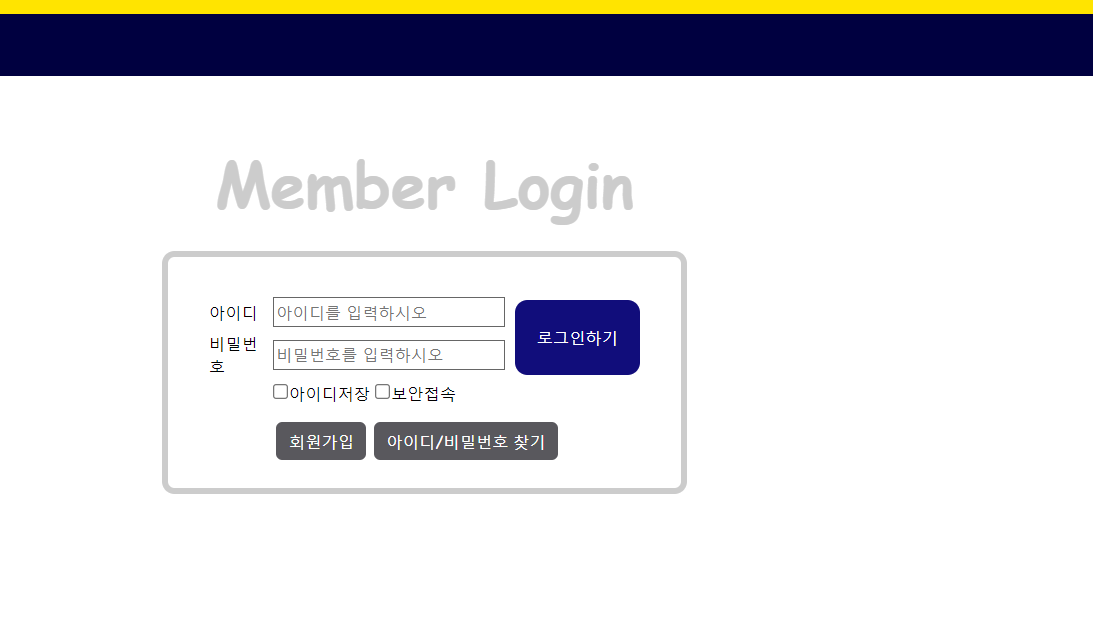 Member Login
아이디
아이디를 입력하시오
로그인하기
비밀번
호
비밀번호를 입력하시오
아이디저장 보안접속
회원가입 아이디/비밀번호 찾기